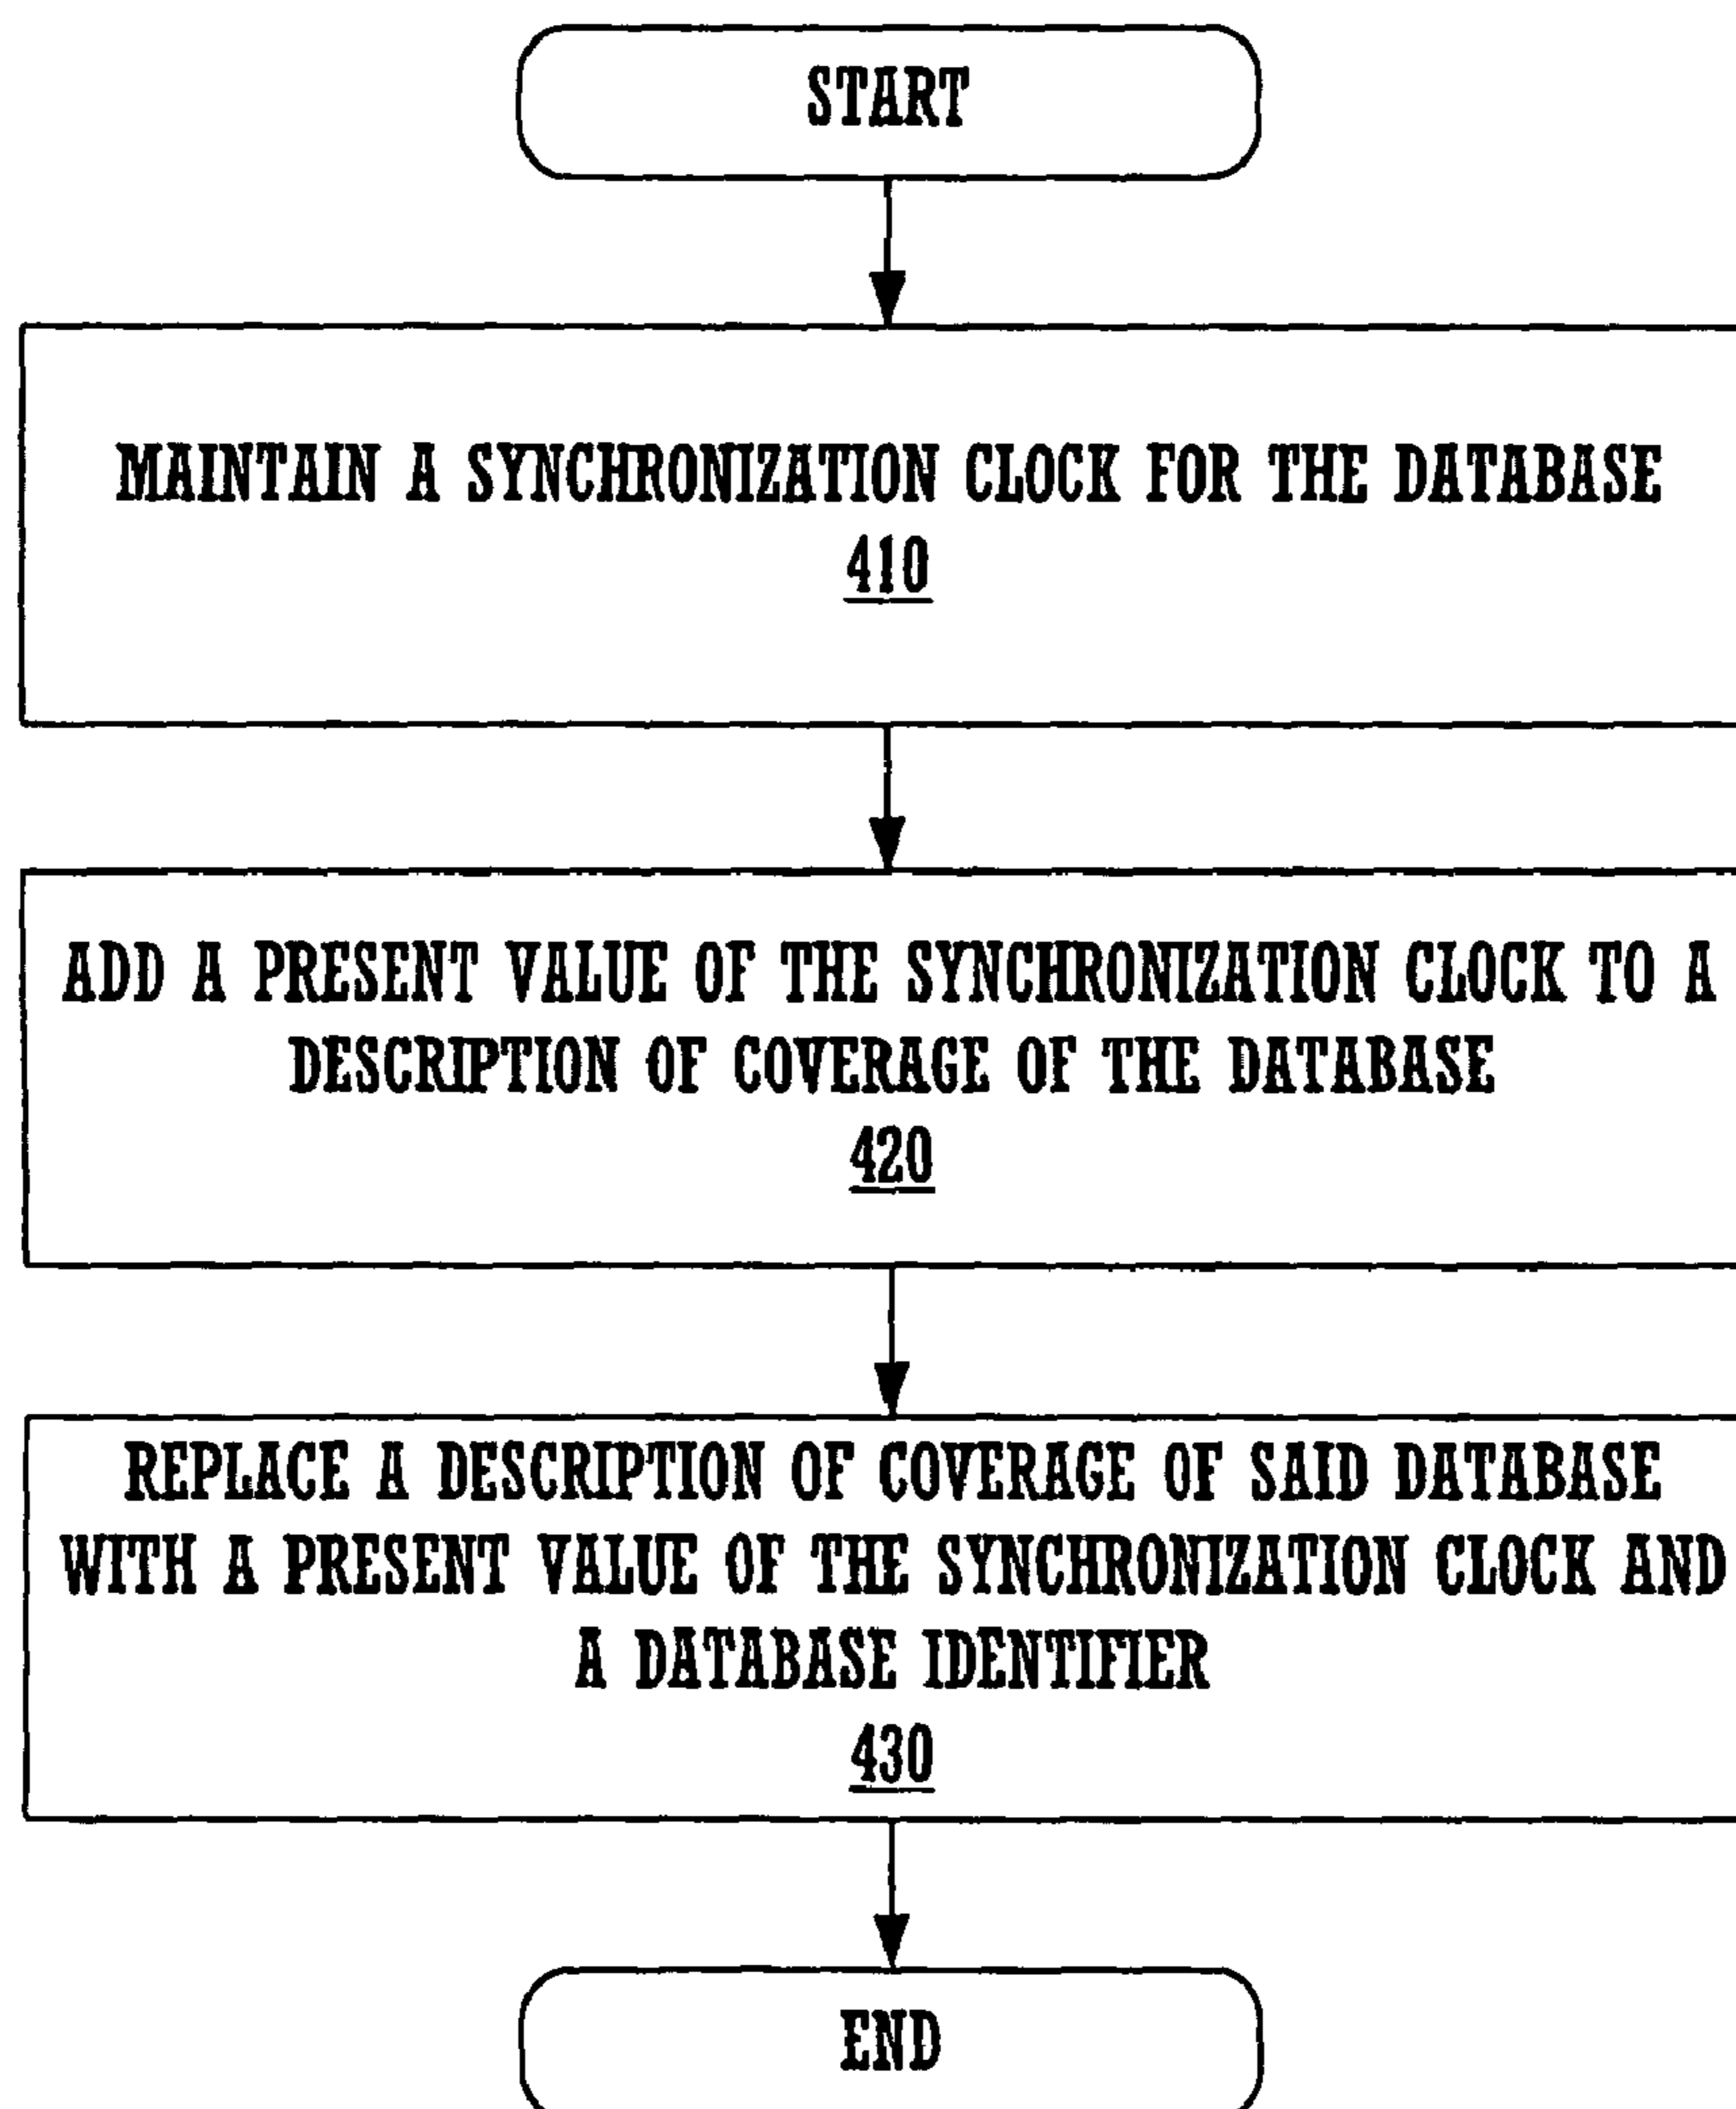 START
MAINTAIN A SYNCHRONIZATION CLOCK FOR THE DATABASE
410
ADD A PRESENT VALUE OF THE SYNCHRONIZATION CLOCK TO A
DESCRIPTION OF COVERAGE OF THE DATABASE
420
REPLACE A DESCRIPTION OF COVERAGE OF SAID DATABASE
WITH A PRESENT VALUE OF THE SYNCHRONIZATION CLOCK AND
A DATABASE IDENTIFIER
430
END